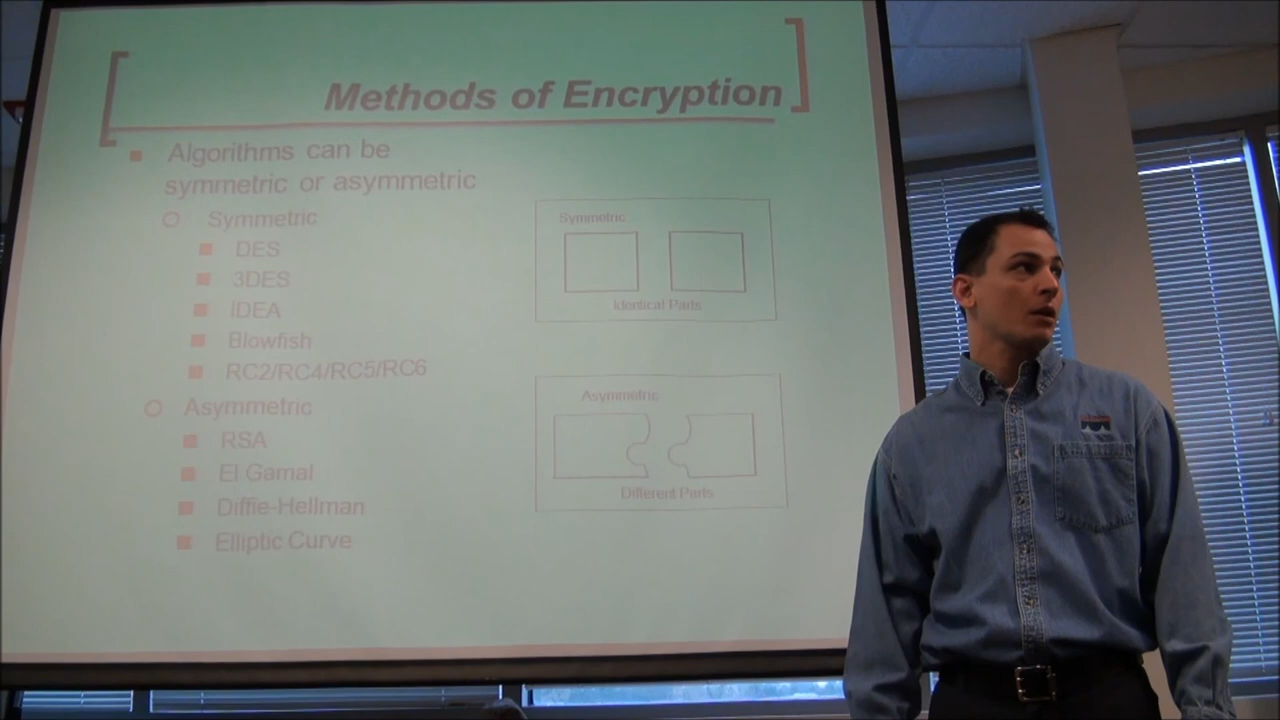 Methods of Encryption
Algorithms can be
symmetric or asymmetric
Symmetric
DES
3DES
IDEA
Blowfish
RC2/RC4/RC5/RC6
Asymmetric
RSA
El Gamal
Diffie-Hellman
Elliptic Curve
Symmetric
Identical Parts
Asymmetric
Different Parts